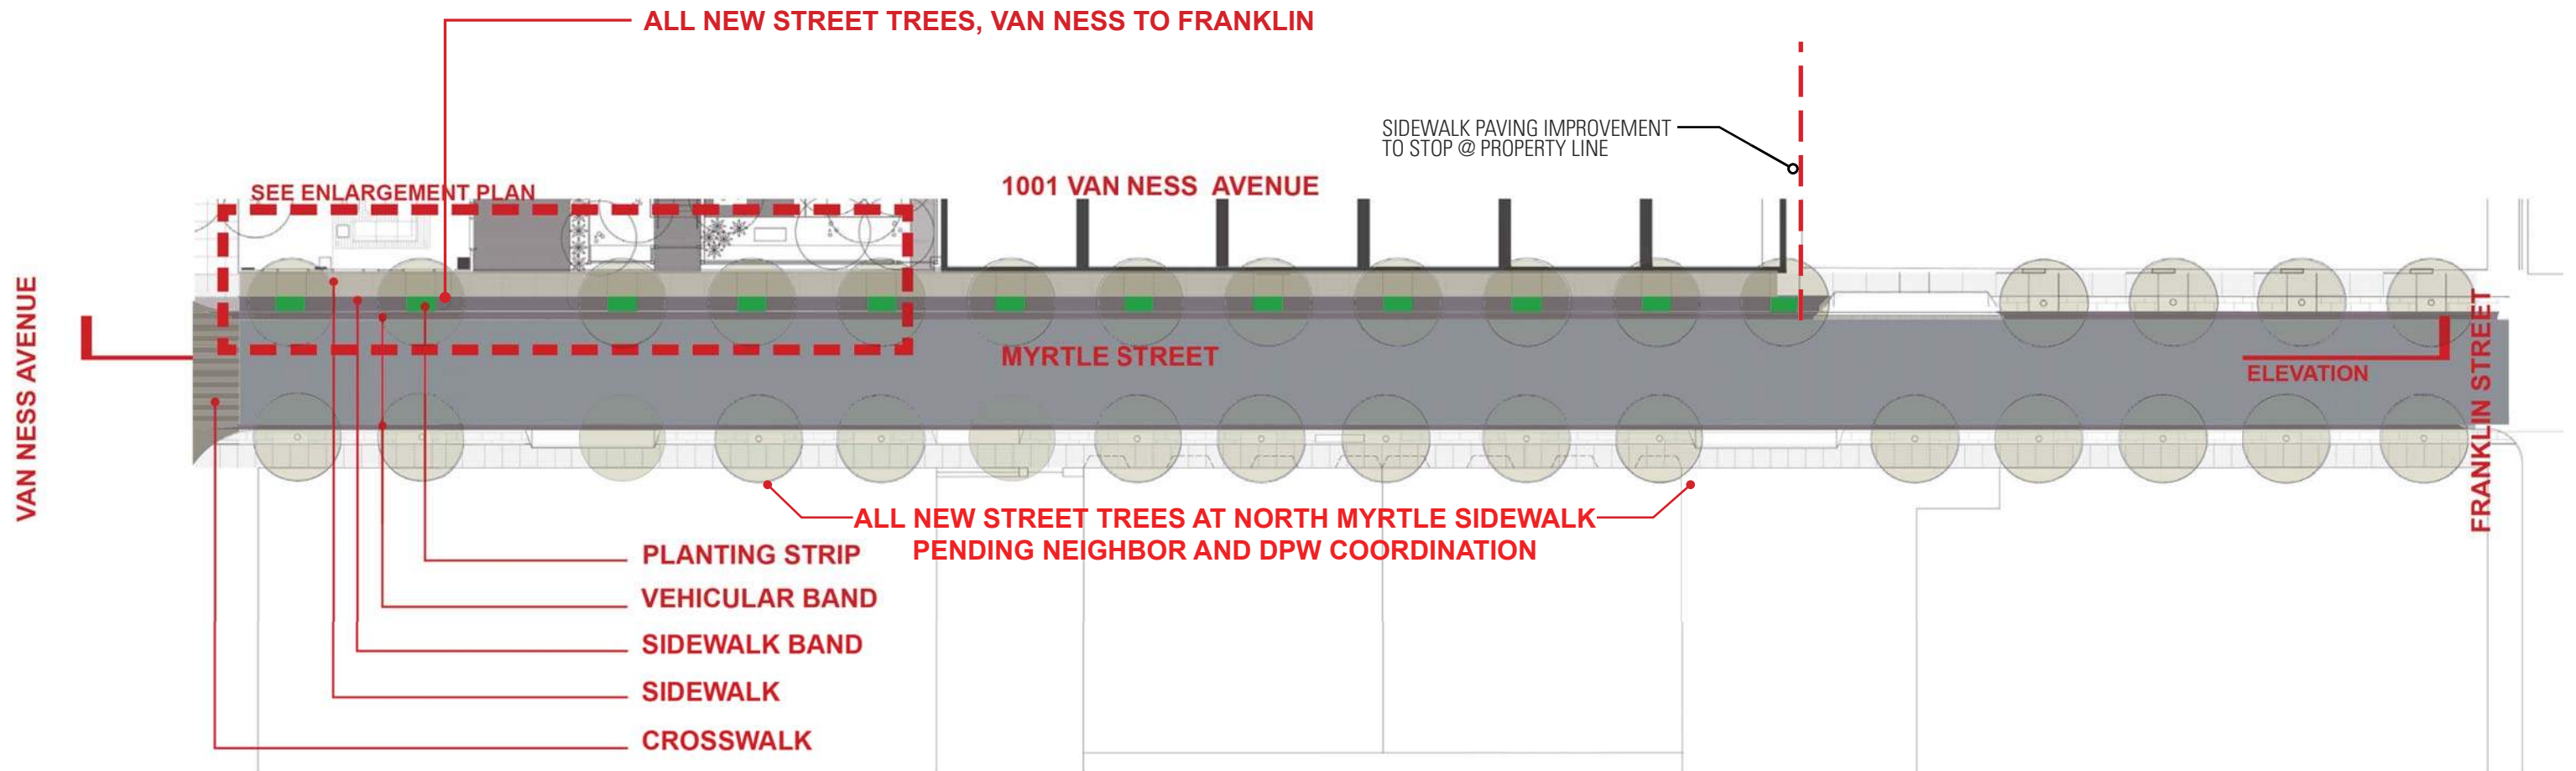 ALL NEW STREET TREES, VAN NESS TO FRANKLIN
SIDEWALK PAVING IMPROVEMENT
TO STOP @ PROPERTY LINE
SEE ENLARGEMENT PLAN
1001 VAN NESS AVENUE
VAN NESS AVENUE
MYRTLE STREET
ELEVATION
FRANKLIN STREET
ALL NEW STREET TREES AT NORTH MYRTLE SIDEWALK
PENDING NEIGHBOR AND DPW COORDINATION
PLANTING STRIP
VEHICULAR BAND
SIDEWALK BAND
SIDEWALK
CROSSWALK